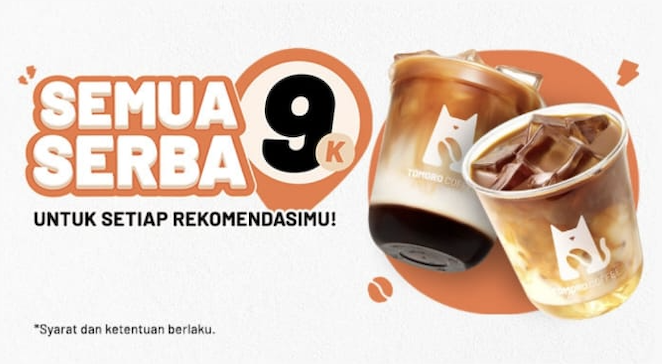 SEMUA
SERBA
9
K
UNTUK SETIAP REKOMENDASIMU!
TOMORO COFFEE
TOMORO COFFEE
*Syarat dan ketentuan berlaku.